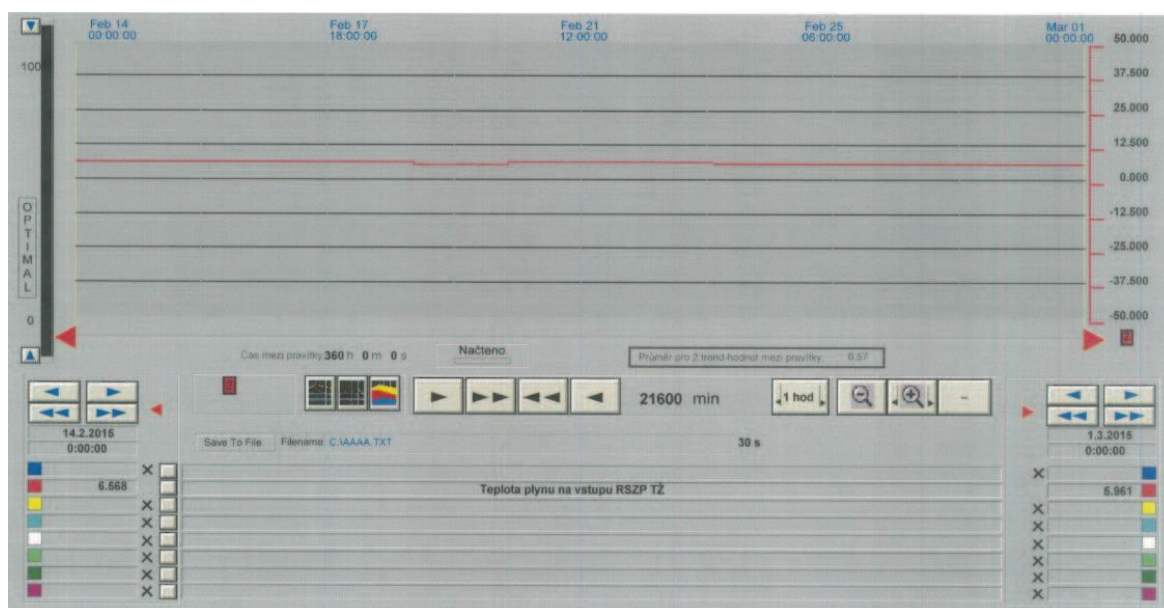 Feb 14 Feb 17 Feb 21 Feb 25 Mar 01
00:00:00 18:00:00 12:00:00 06:00:00 00:00:00
50.000
100
37.500
25.000
12.500
0.000
-12.500
-25.000
-37.500
-50.000
OPTIMAL
0
2
Čas mezi pravítky: 360 h 0 m 0 s
Načteno
Průměr pro 2 trend-hodnot mezi pravítky: 6.57
2
21600 min
1 hod
-
14.2.2015
0:00:00
1.3.2015
0:00:00
Save To File Filename: C:\AAAA.TXT
30 s
6.568
Teplota plynu na vstupu RSZP TŽ